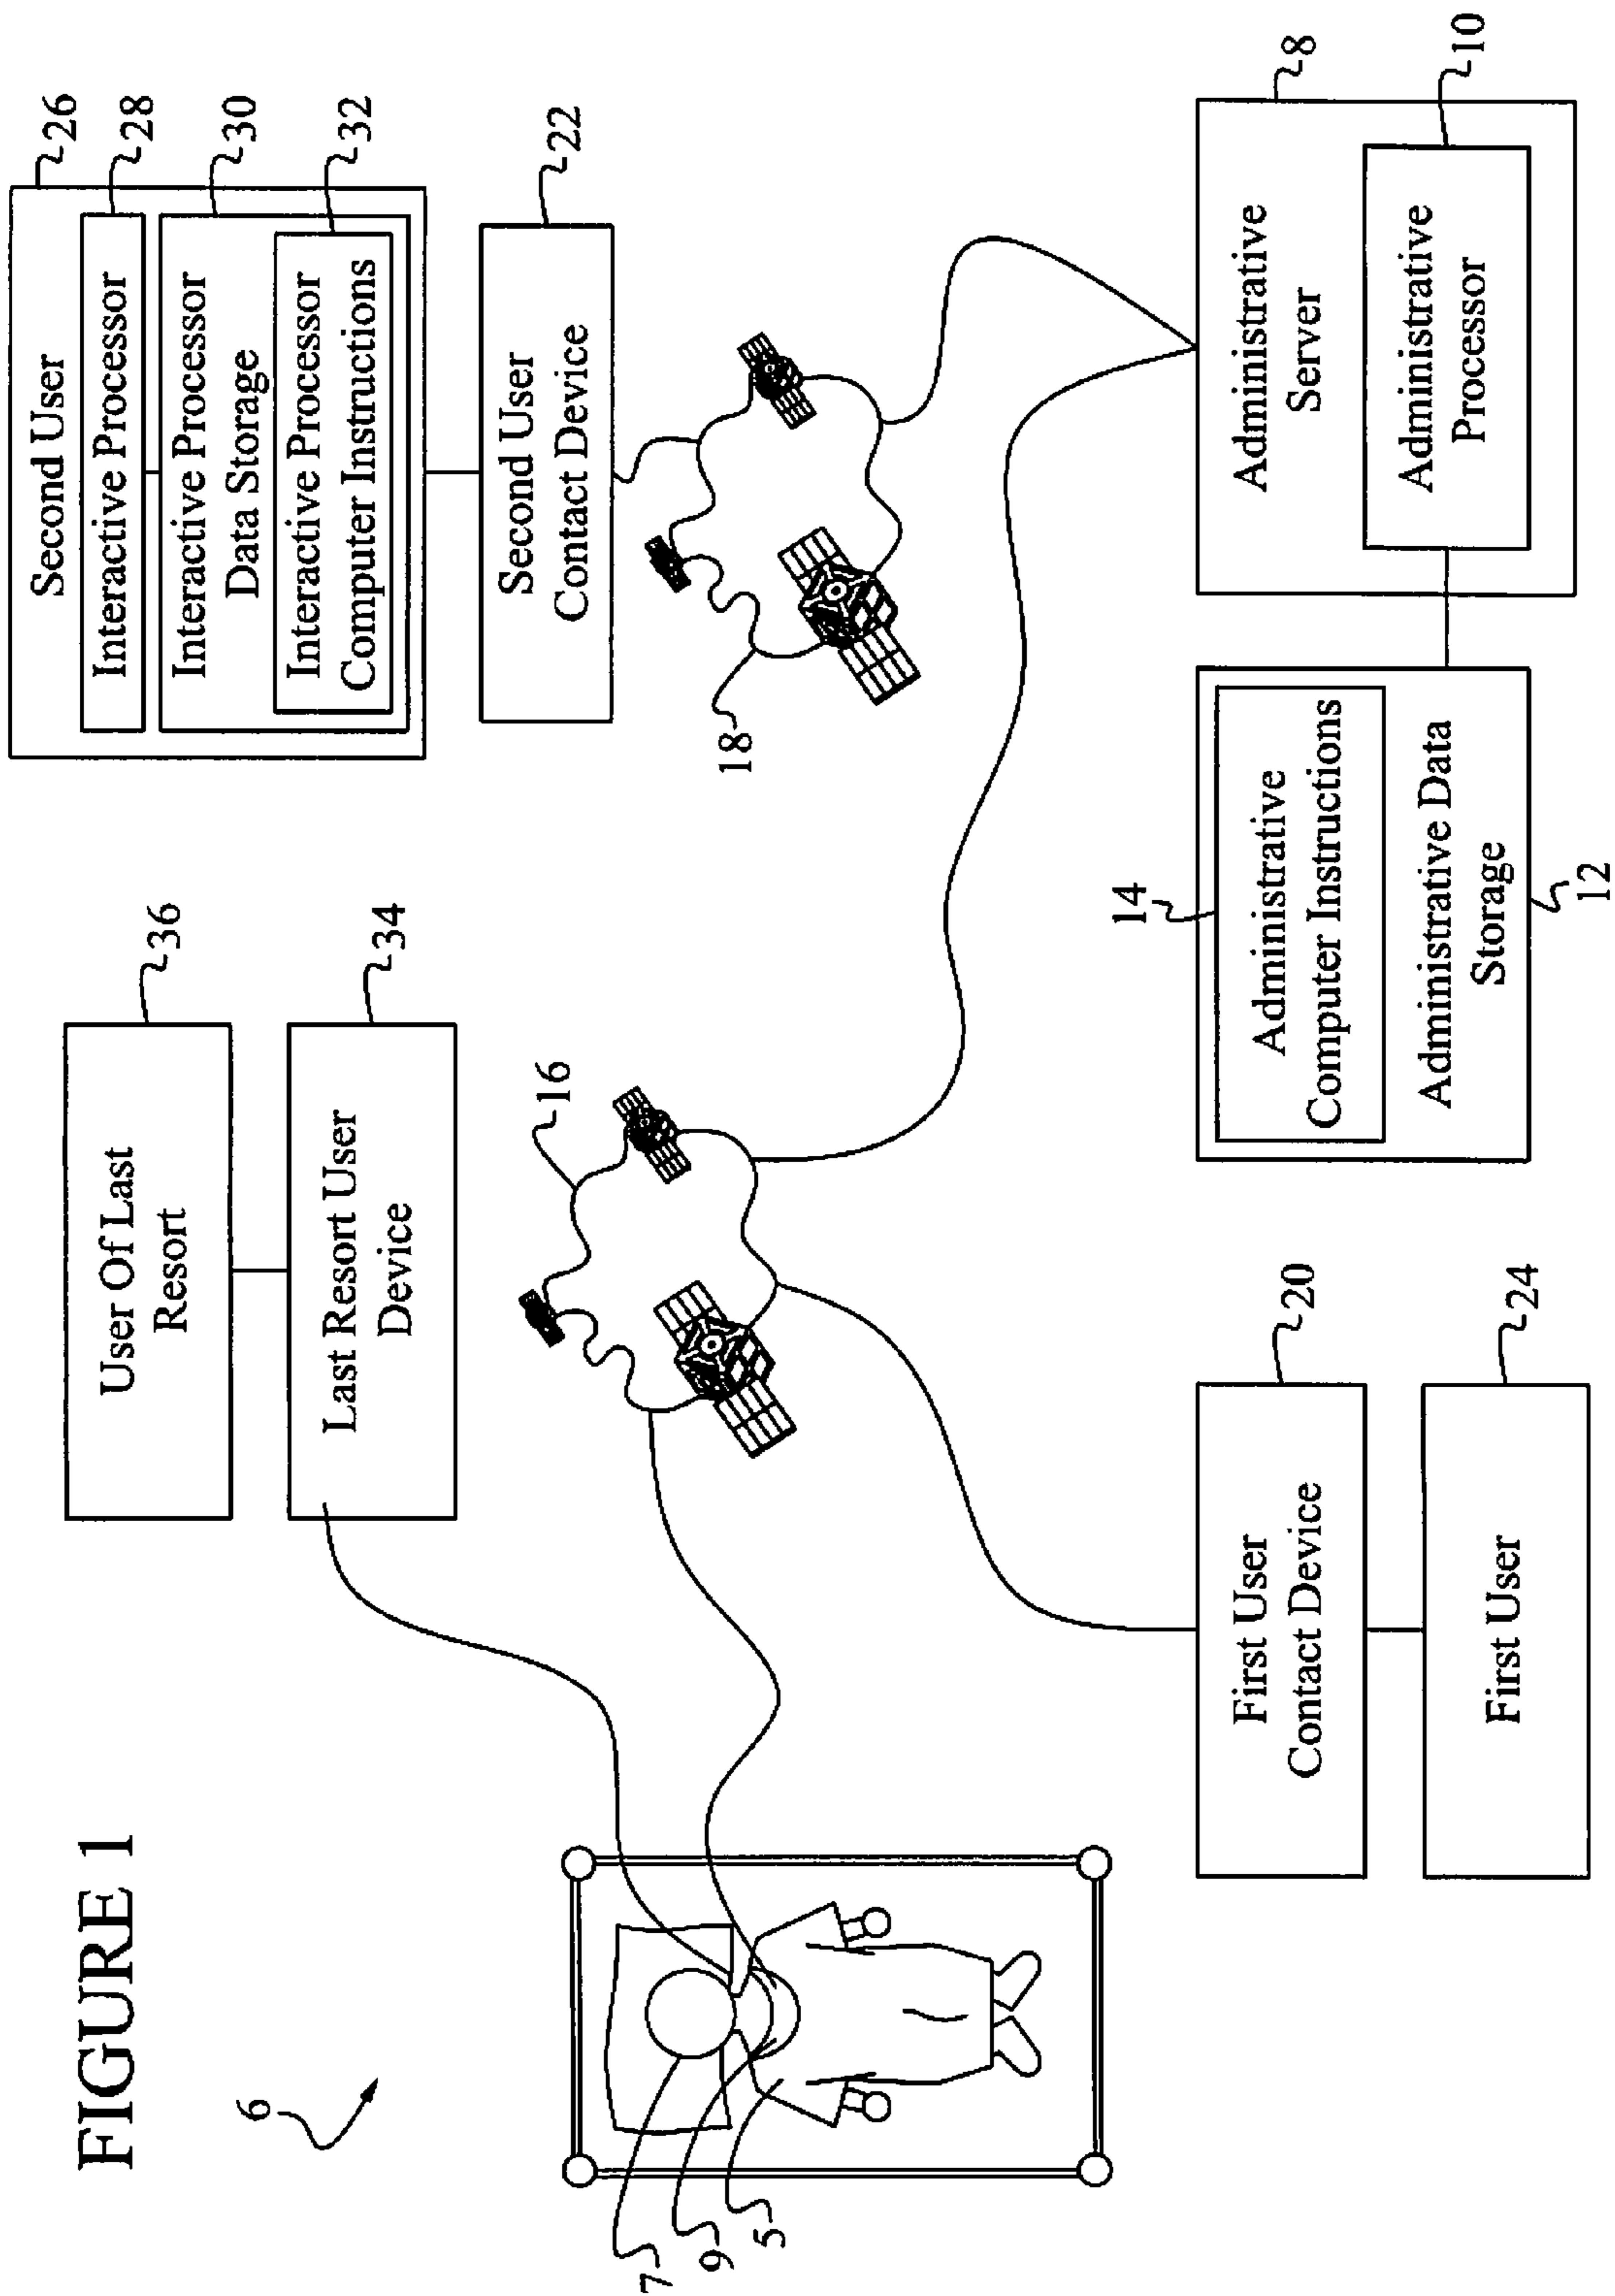 FIGURE 1
6
7
9
5
User Of Last
Resort
36
Last Resort User
Device
34
16
Second User
26
Interactive Processor
28
Interactive Processor
Data Storage
30
Interactive Processor
Computer Instructions
32
Second User
Contact Device
22
18
First User
Contact Device
20
First User
24
14
Administrative
Computer Instructions
Administrative Data
Storage
12
Administrative
Server
8
Administrative
Processor
10